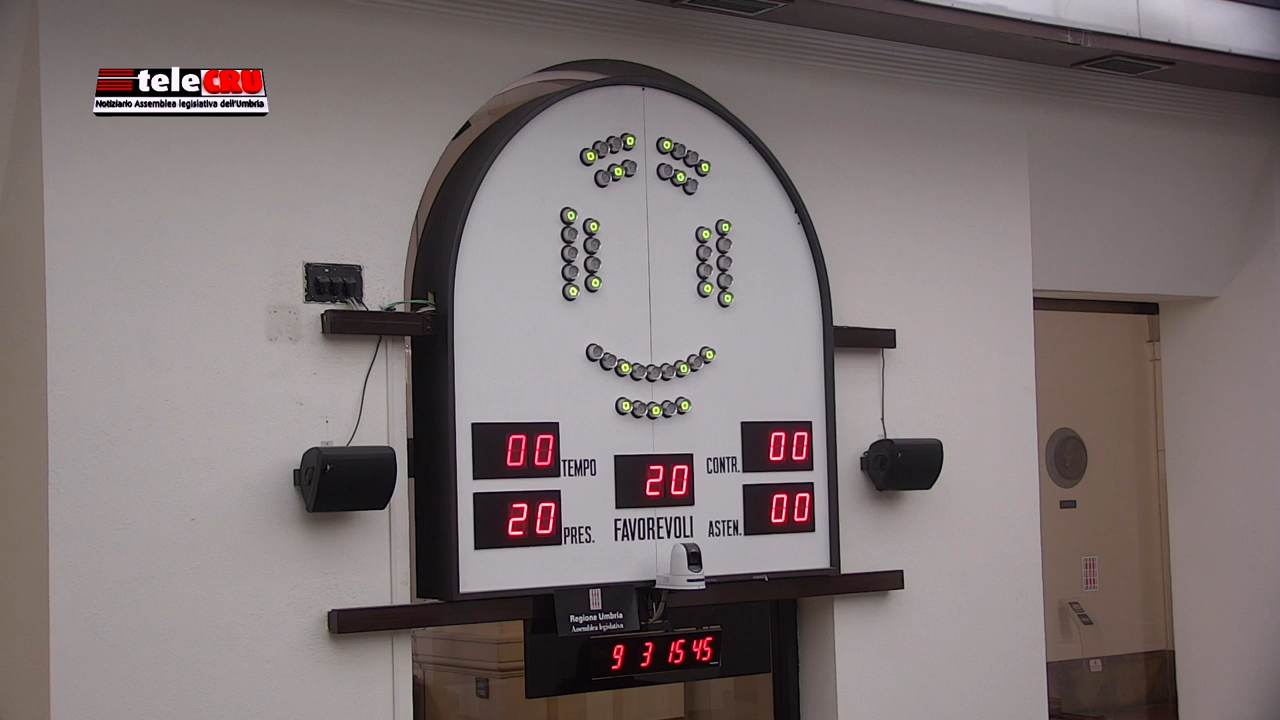 teleCRU
Notiziario Assemblea legislativa dell'Umbria
00 TEMPO
20 PRES.
20
FAVOREVOLI
CONTR. 00
ASTEN. 00
Regione Umbria
Assemblea legislativa
9 3 15 45